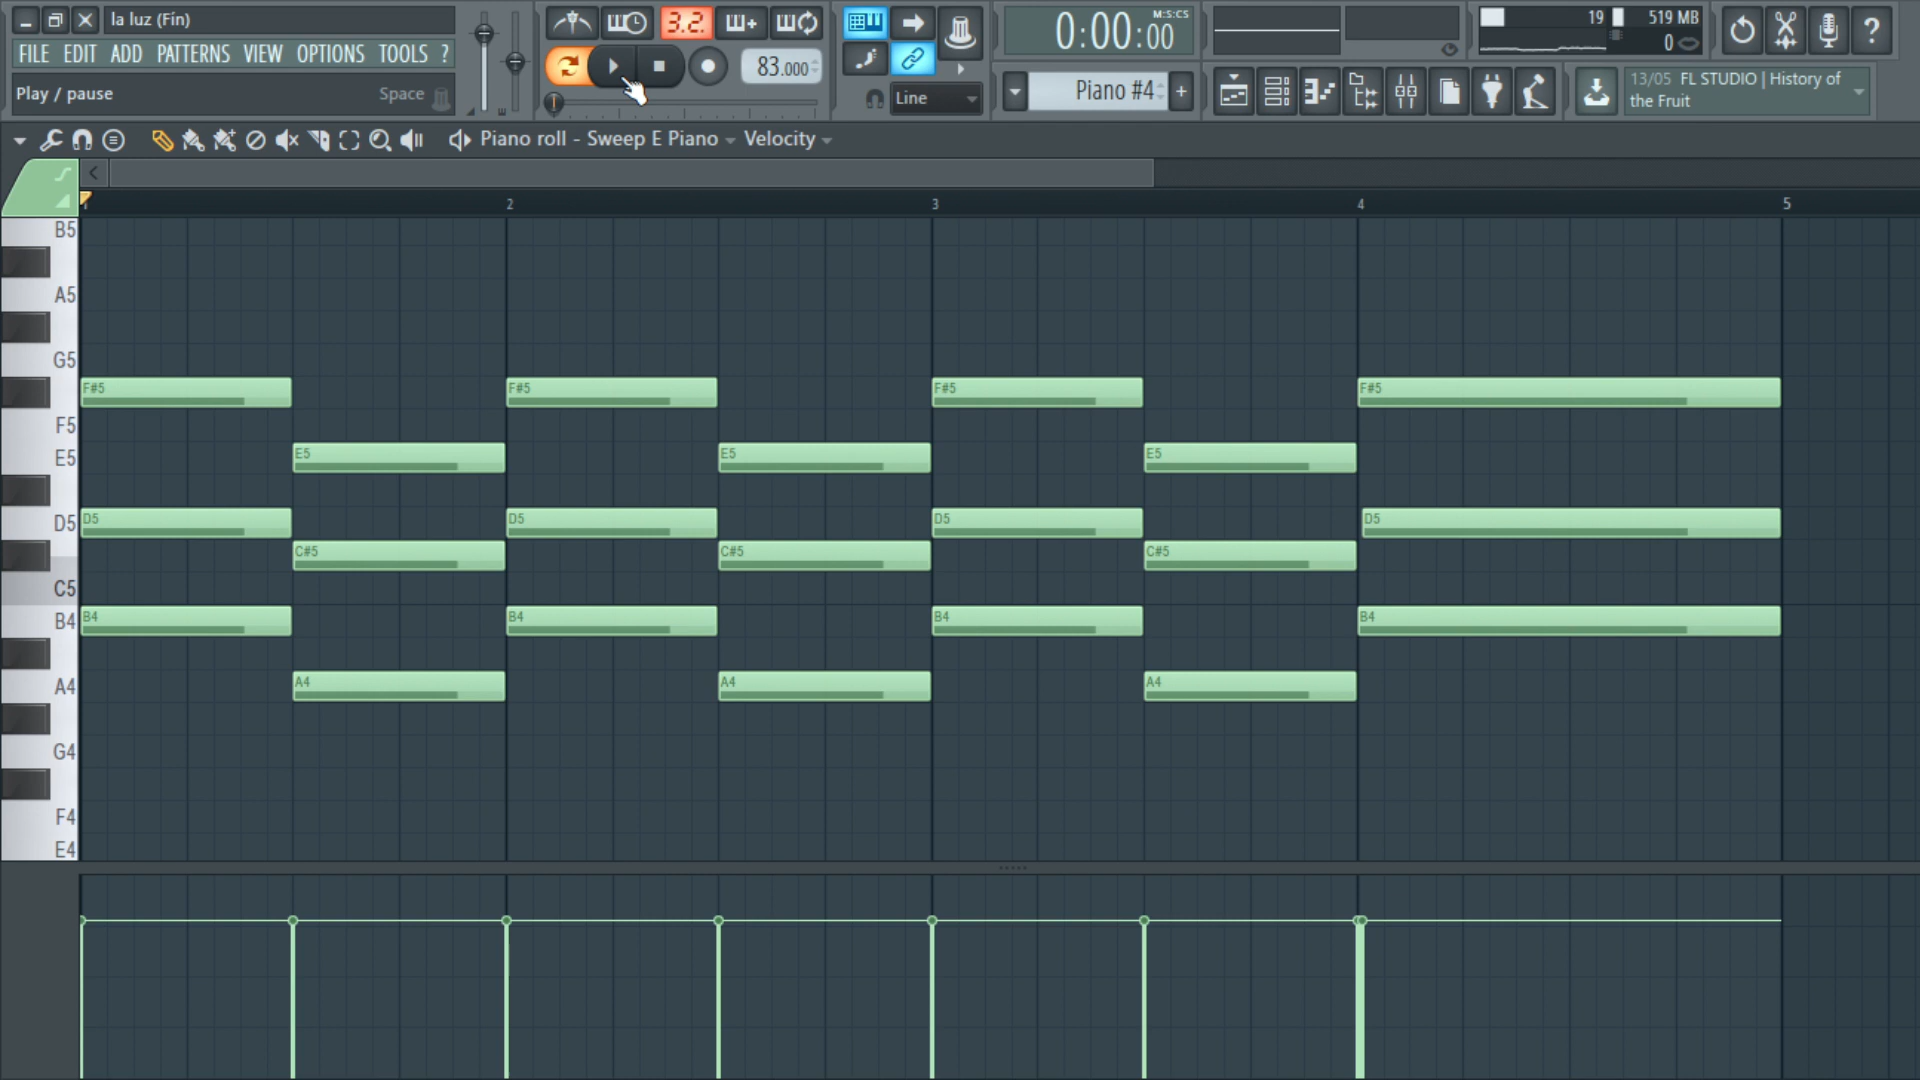 la luz (Fín)
FILE EDIT ADD PATTERNS VIEW OPTIONS TOOLS ?
Play / pause Space
3.2.
83.000
Line
0:00:00
M:S:CS
Piano #4
+
19
519 MB
0
?
13/05 FL STUDIO | History of
the Fruit
Piano roll - Sweep E Piano
Velocity
1 2 3 4 5
B5
A5
G5
F#5 F#5 F#5 F#5
F5
E5 E5 E5 E5
D5 D5 D5 D5 D5
C#5 C#5 C#5
C5
B4 B4 B4 B4 B4
A4 A4 A4 A4
G4
F4
E4